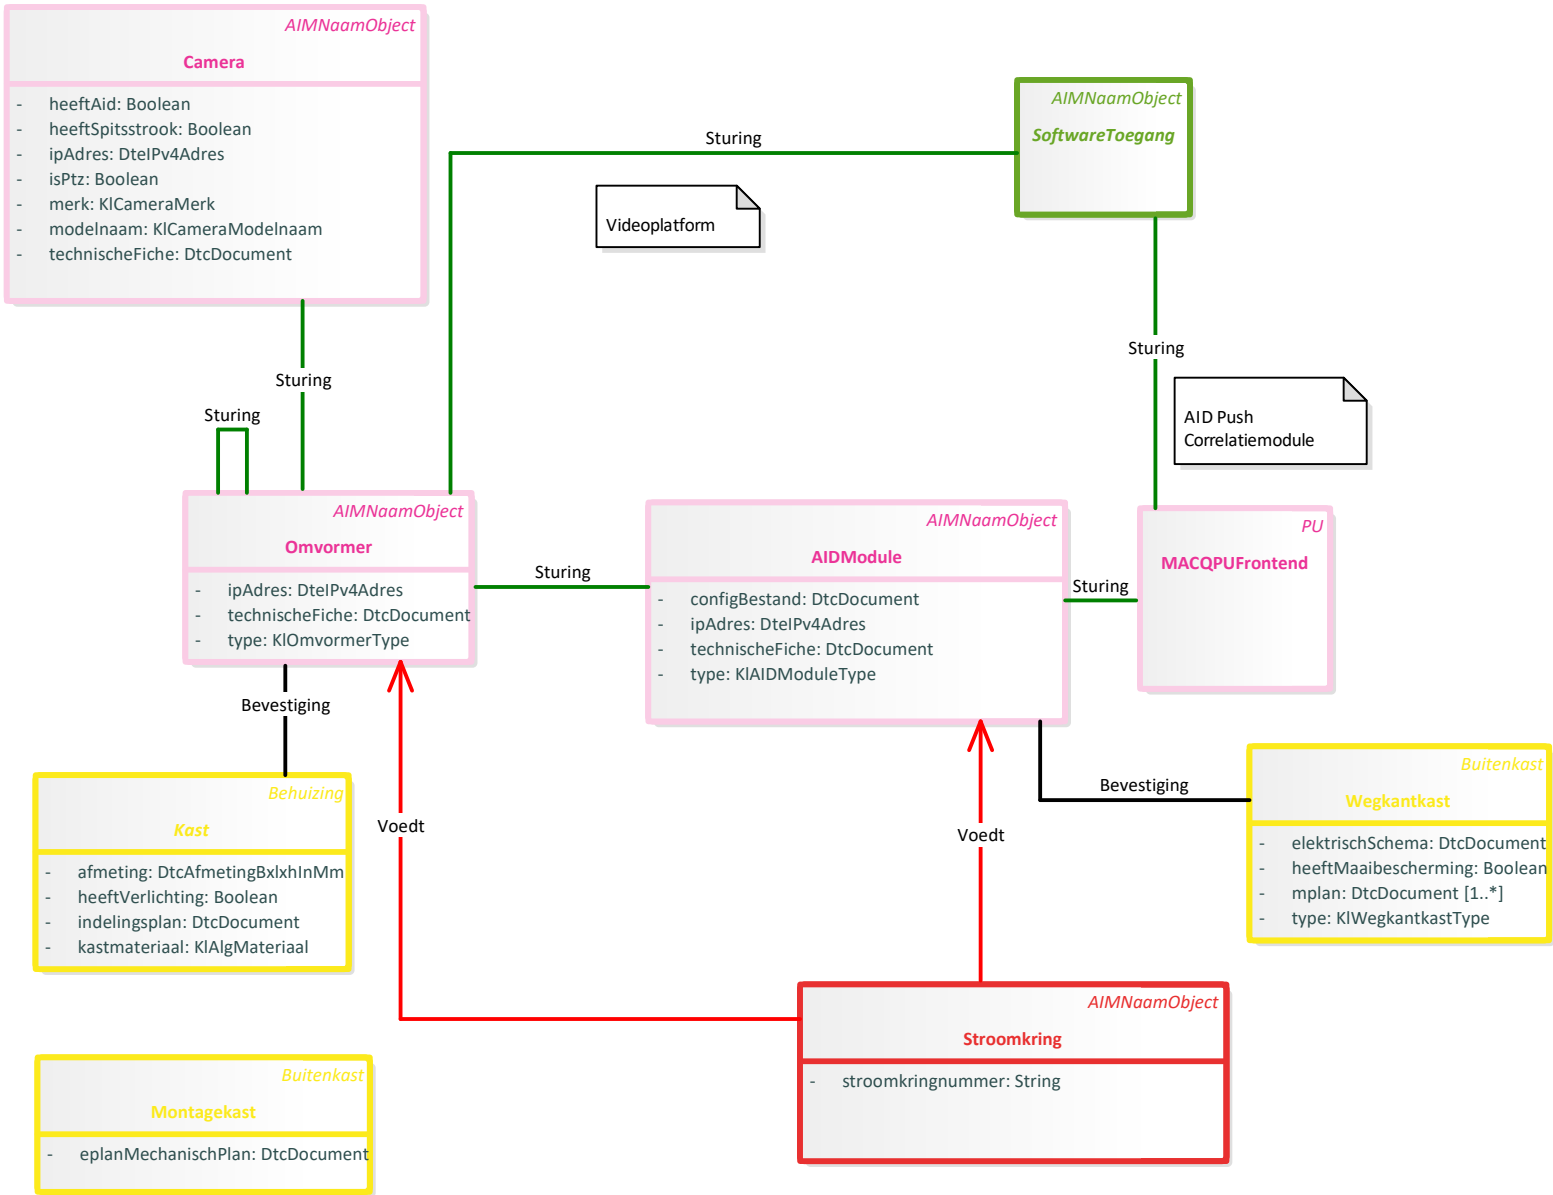 AIMNaamObject
Camera
- heeftAid: Boolean
- heeftSpitsstrook: Boolean
- ipAdres: DteIPv4Adres
- isPtz: Boolean
- merk: KlCameraMerk
- modelnaam: KlCameraModelnaam
- technischeFiche: DtcDocument
AIMNaamObject
SoftwareToegang
Sturing
Videoplatform
Sturing
Sturing
Sturing
AID Push
Correlatiemodule
AIMNaamObject
Omvormer
- ipAdres: DteIPv4Adres
- technischeFiche: DtcDocument
- type: KlOmvormerType
Sturing
AIMNaamObject
AIDModule
- configBestand: DtcDocument
- ipAdres: DteIPv4Adres
- technischeFiche: DtcDocument
- type: KlAIDModuleType
Sturing
PU
MACQPUFrontend
Bevestiging
Behuizing
Kast
- afmeting: DtcAfmetingBxlxhInMm
- heeftVerlichting: Boolean
- indelingsplan: DtcDocument
- kastmateriaal: KlAlgMateriaal
Voedt
Voedt
Bevestiging
Buitenkast
Wegkantkast
- elektrischSchema: DtcDocument
- heeftMaaibescherming: Boolean
- mplan: DtcDocument [1..*]
- type: KlWegkantkastType
AIMNaamObject
Stroomkring
- stroomkringnummer: String
Buitenkast
Montagekast
- eplanMechanischPlan: DtcDocument